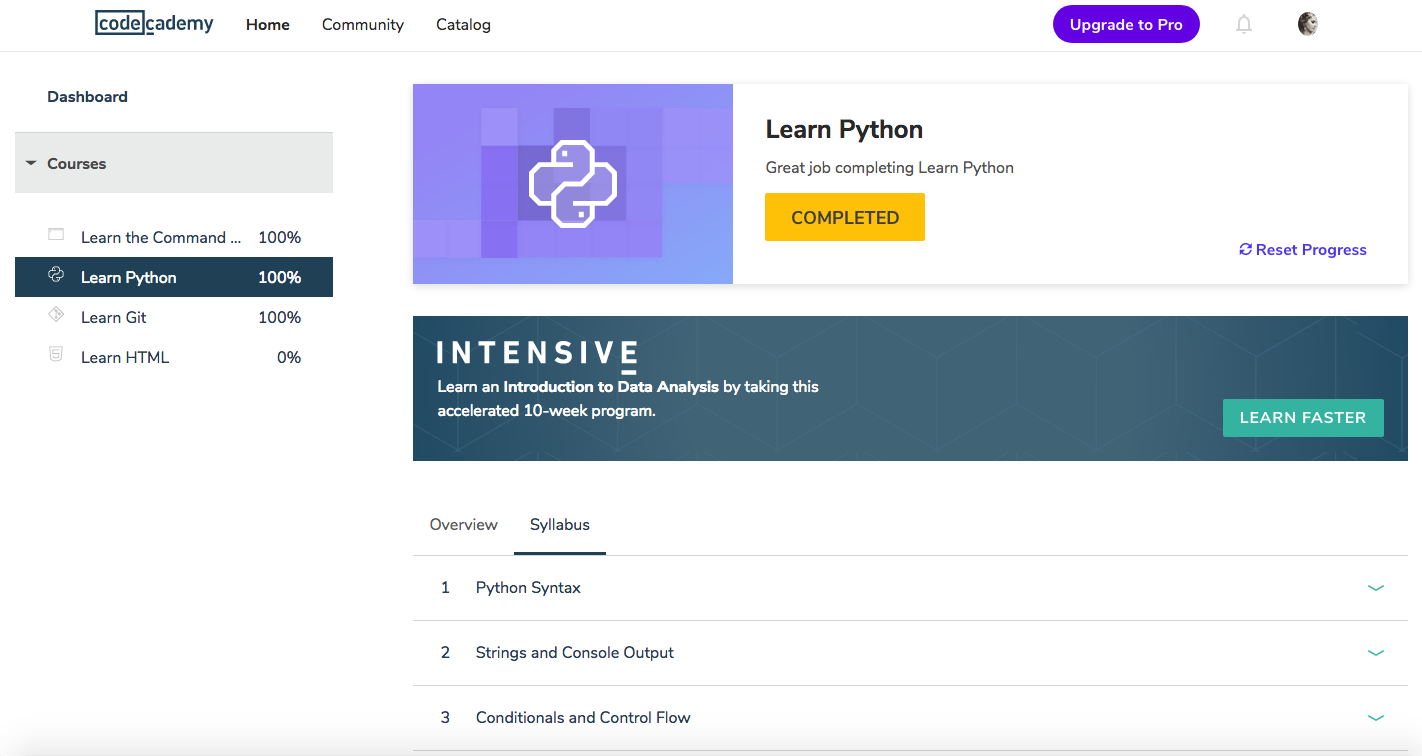 codecademy
Home
Community
Catalog
Upgrade to Pro
Dashboard
Courses
Learn the Command ... 100%
Learn Python 100%
Learn Git 100%
Learn HTML 0%
Learn Python
Great job completing Learn Python
COMPLETED
Reset Progress
INTENSIVE
Learn an Introduction to Data Analysis by taking this
accelerated 10-week program.
LEARN FASTER
Overview
Syllabus
1 Python Syntax
2 Strings and Console Output
3 Conditionals and Control Flow